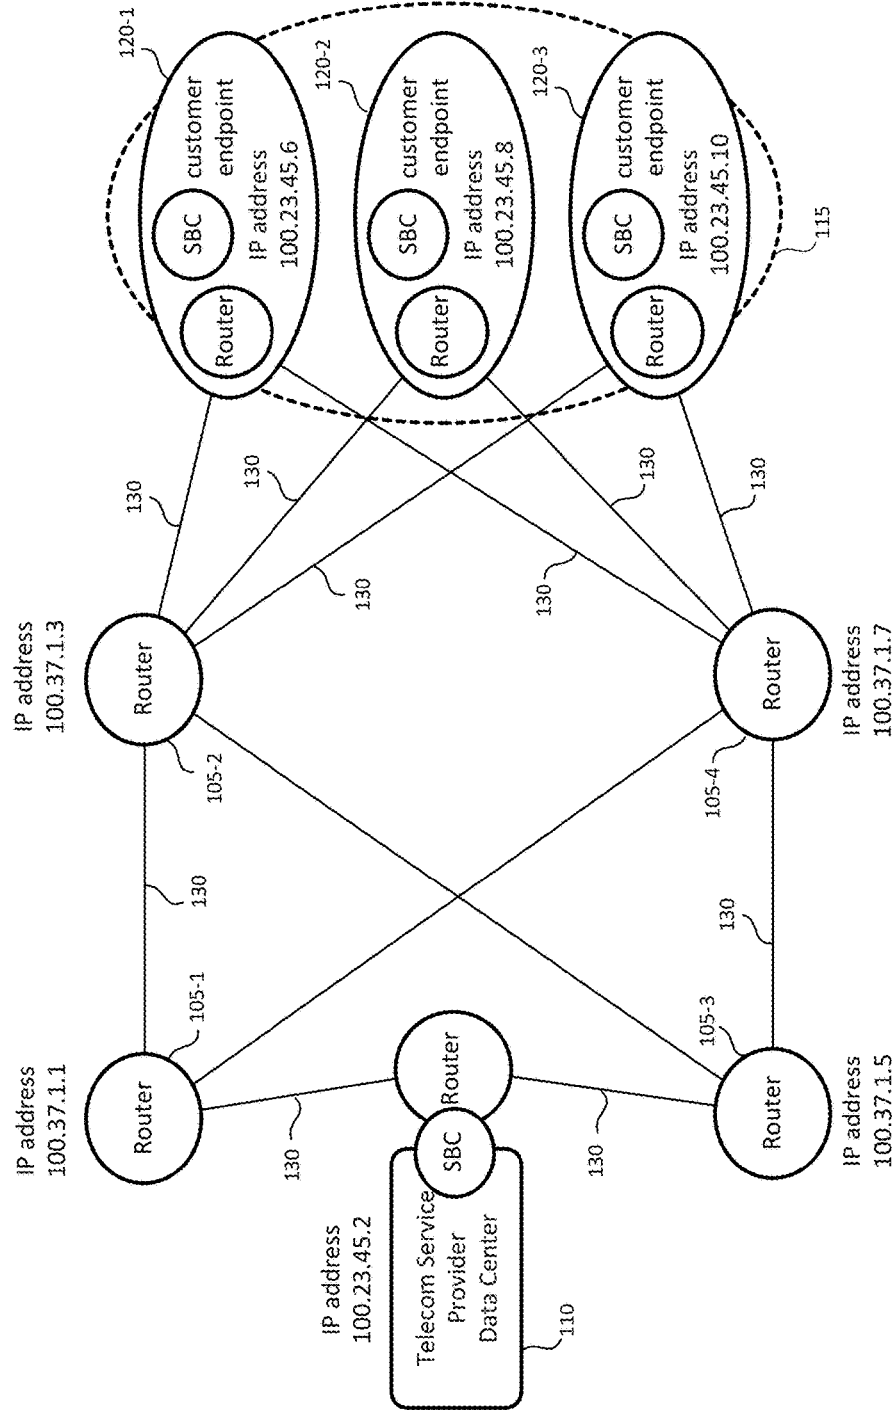 IP address
100.37.1.1
Router
105-1
130
IP address
100.37.1.3
Router
105-2
130
130
130
130
120-1
customer
endpoint
SBC
IP address
100.23.45.6
Router
IP address
100.23.45.2
Telecom Service
Provider
Data Center
110
SBC
Router
130
130
120-2
customer
endpoint
SBC
IP address
100.23.45.8
Router
120-3
customer
endpoint
SBC
IP address
100.23.45.10
Router
115
105-3
Router
IP address
100.37.1.5
130
105-4
Router
IP address
100.37.1.7
130
130
130